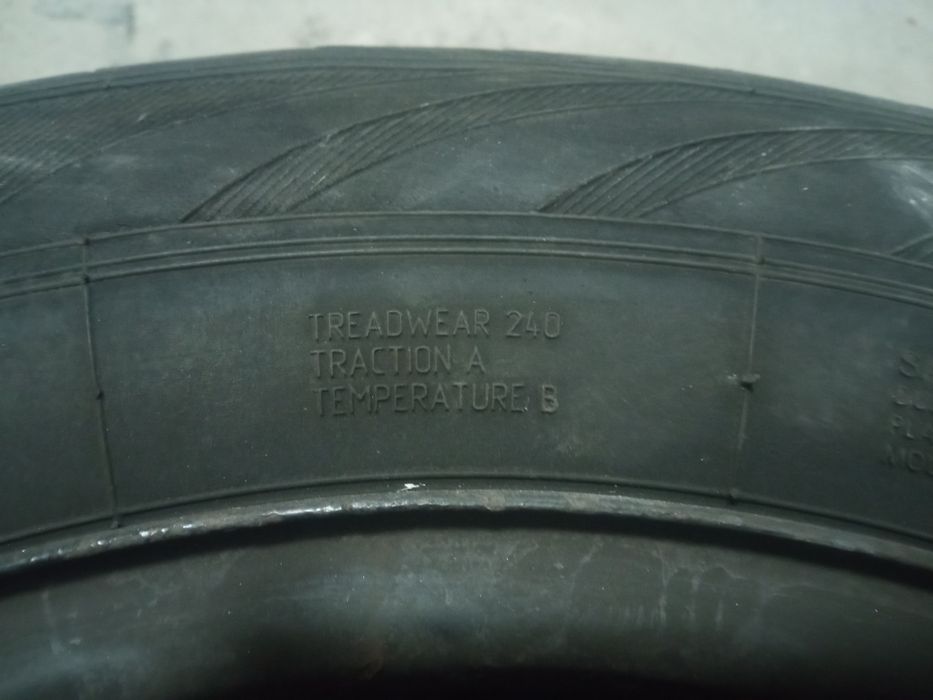 TREADWEAR 240
TRACTION A
TEMPERATURE B